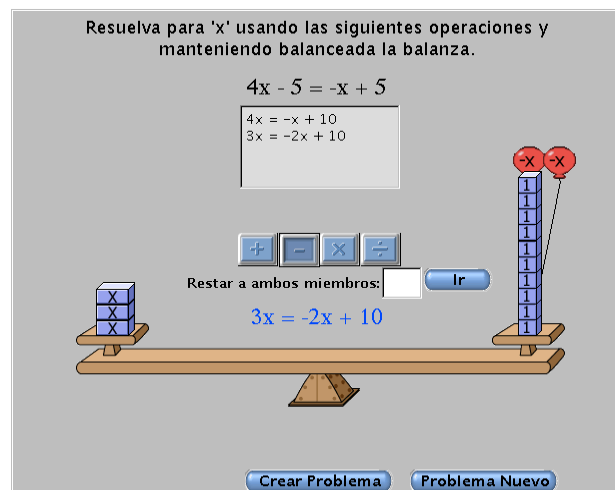 Resuelva para 'x' usando las siguientes operaciones y
manteniendo balanceada la balanza.
4x - 5 = -x + 5
4x = -x + 10
3x = -2x + 10
-x -x
+ - × ÷
Restar a ambos miembros: Ir
3x = -2x + 10
X
X
X
1
1
1
1
1
1
1
1
1
1
Crear Problema Problema Nuevo